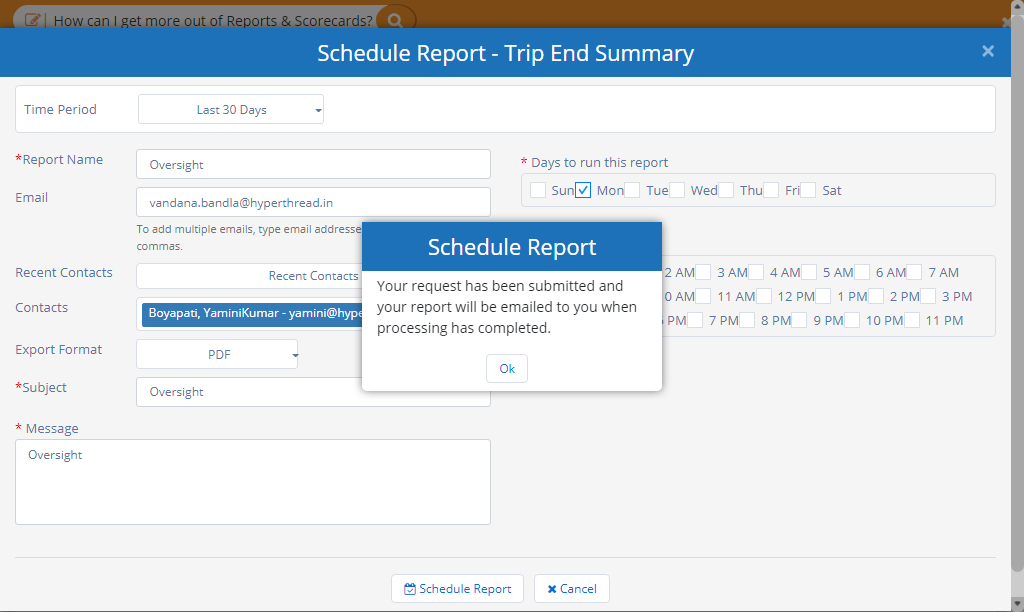 How can I get more out of Reports & Scorecards?
Schedule Report - Trip End Summary
Time Period
Last 30 Days
*Report Name
Oversight
* Days to run this report
Sun Mon Tue Wed Thu Fri Sat
Email
vandana.bandla@hyperthread.in
To add multiple emails, type email
commas.
Schedule Report
Your request has been submitted and
your report will be emailed to you when
processing has completed.
Ok
Recent Contacts
Recent Contacts
2 AM 3 AM 4 AM 5 AM 6 AM 7 AM
Contacts
Boyapati, YaminiKumar - yamini@hype
0 AM 11 AM 12 PM 1 PM 2 PM 3 PM
PM 7 PM 8 PM 9 PM 10 PM 11 PM
Export Format
PDF
*Subject
Oversight
* Message
Oversight
Schedule Report
Cancel